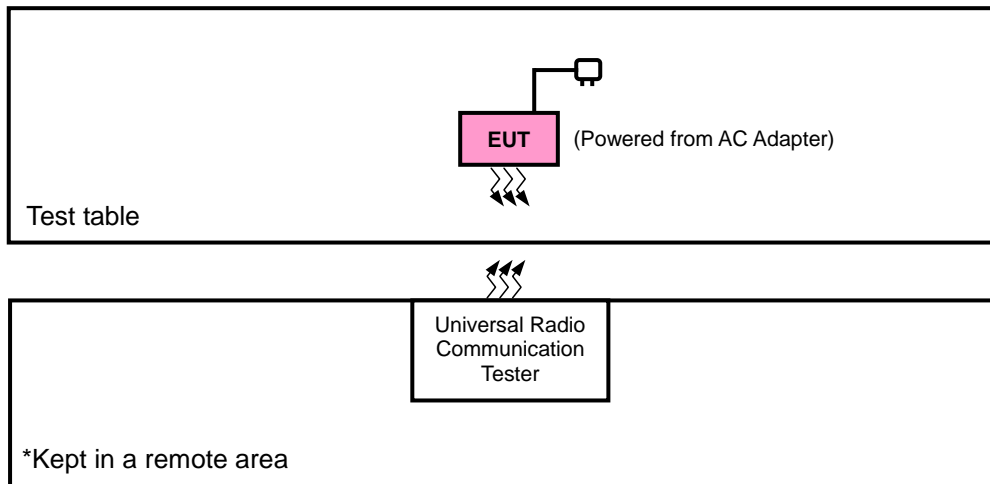 EUT
(Powered from AC Adapter)
Test table
Universal Radio
Communication
Tester
*Kept in a remote area